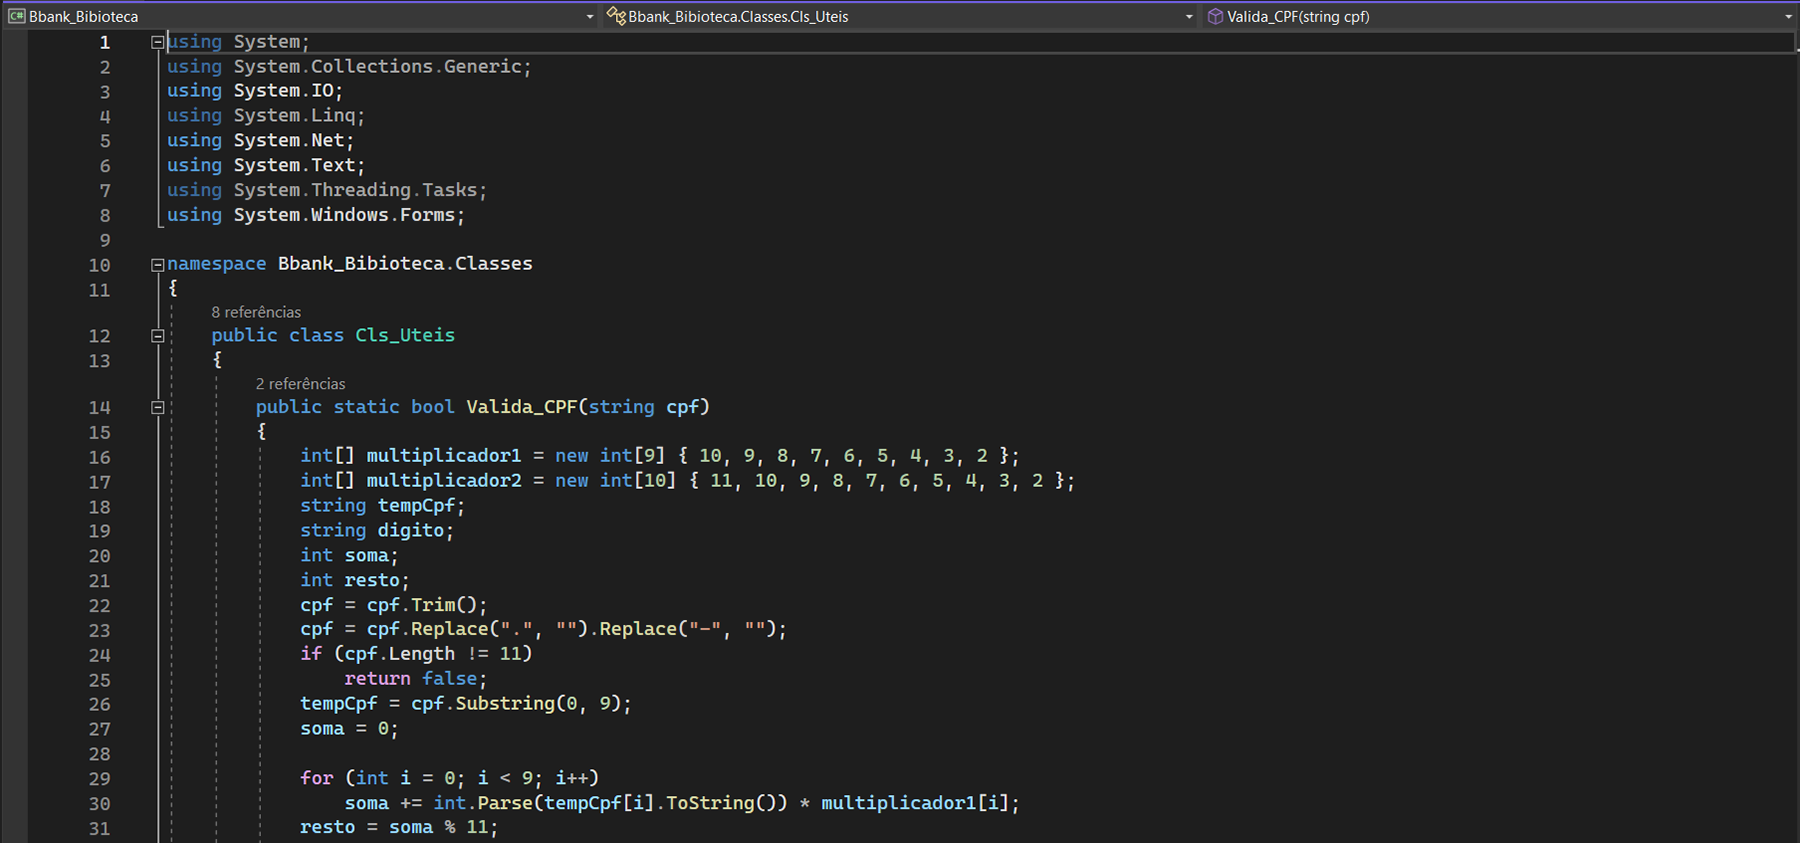 C# Bbank_Bibioteca Bbank_Bibioteca.Classes.Cls_Uteis Valida_CPF(string cpf)
1 using System;
2 using System.Collections.Generic;
3 using System.IO;
4 using System.Linq;
5 using System.Net;
6 using System.Text;
7 using System.Threading.Tasks;
8 using System.Windows.Forms;
9
10 namespace Bbank_Bibioteca.Classes
11 {
8 referências
12 public class Cls_Uteis
13 {
2 referências
14 public static bool Valida_CPF(string cpf)
15 {
16 int[] multiplicador1 = new int[9] { 10, 9, 8, 7, 6, 5, 4, 3, 2 };
17 int[] multiplicador2 = new int[10] { 11, 10, 9, 8, 7, 6, 5, 4, 3, 2 };
18 string tempCpf;
19 string digito;
20 int soma;
21 int resto;
22 cpf = cpf.Trim();
23 cpf = cpf.Replace(".", "").Replace("-", "");
24 if (cpf.Length != 11)
25 return false;
26 tempCpf = cpf.Substring(0, 9);
27 soma = 0;
28
29 for (int i = 0; i < 9; i++)
30 soma += int.Parse(tempCpf[i].ToString()) * multiplicador1[i];
31 resto = soma % 11;